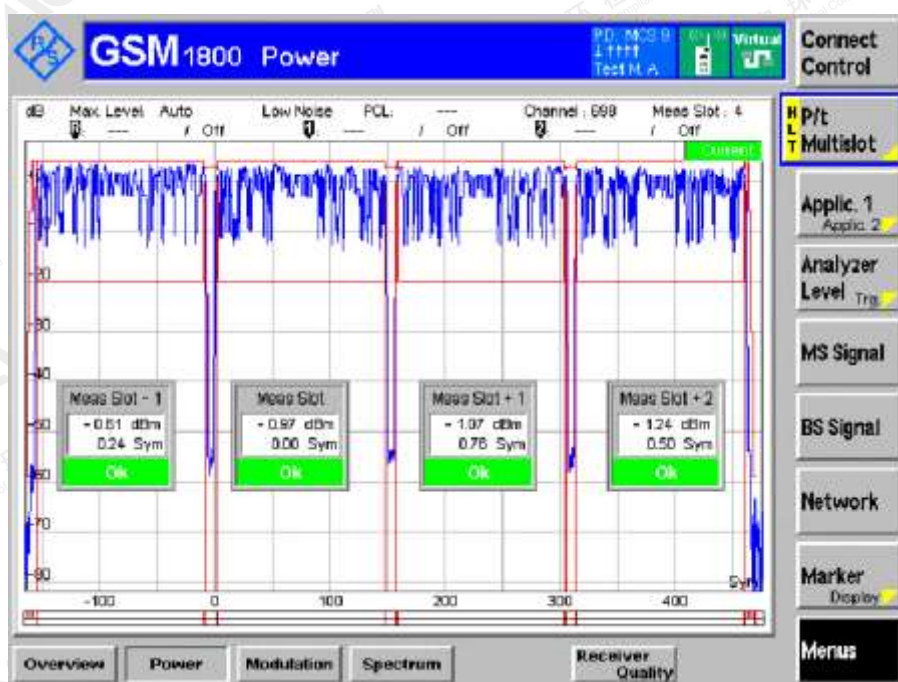 R&S
GSM 1800 Power
PD: MCS 9
Test M. A
Virtual
Connect
Control
dB Max. Level Auto Low Noise PCL: --- Channel : 698 Meas Slot : 4
--- / Off --- / Off --- / Off
Current
HLT
P/t
Multislot
Applic. 1
Applic. 2
Analyzer
Level Trig.
MS Signal
BS Signal
Network
Marker
Display
Menus
-20
-30
-40
-50
-60
-70
-80
Meas Slot - 1
- 0.61 dBm
0.24 Sym
Ok
Meas Slot
- 0.97 dBm
0.00 Sym
Ok
Meas Slot + 1
- 1.07 dBm
0.76 Sym
Ok
Meas Slot + 2
- 1.24 dBm
0.50 Sym
Ok
Sym
-100 0 100 200 300 400
Overview Power Modulation Spectrum Receiver
Quality